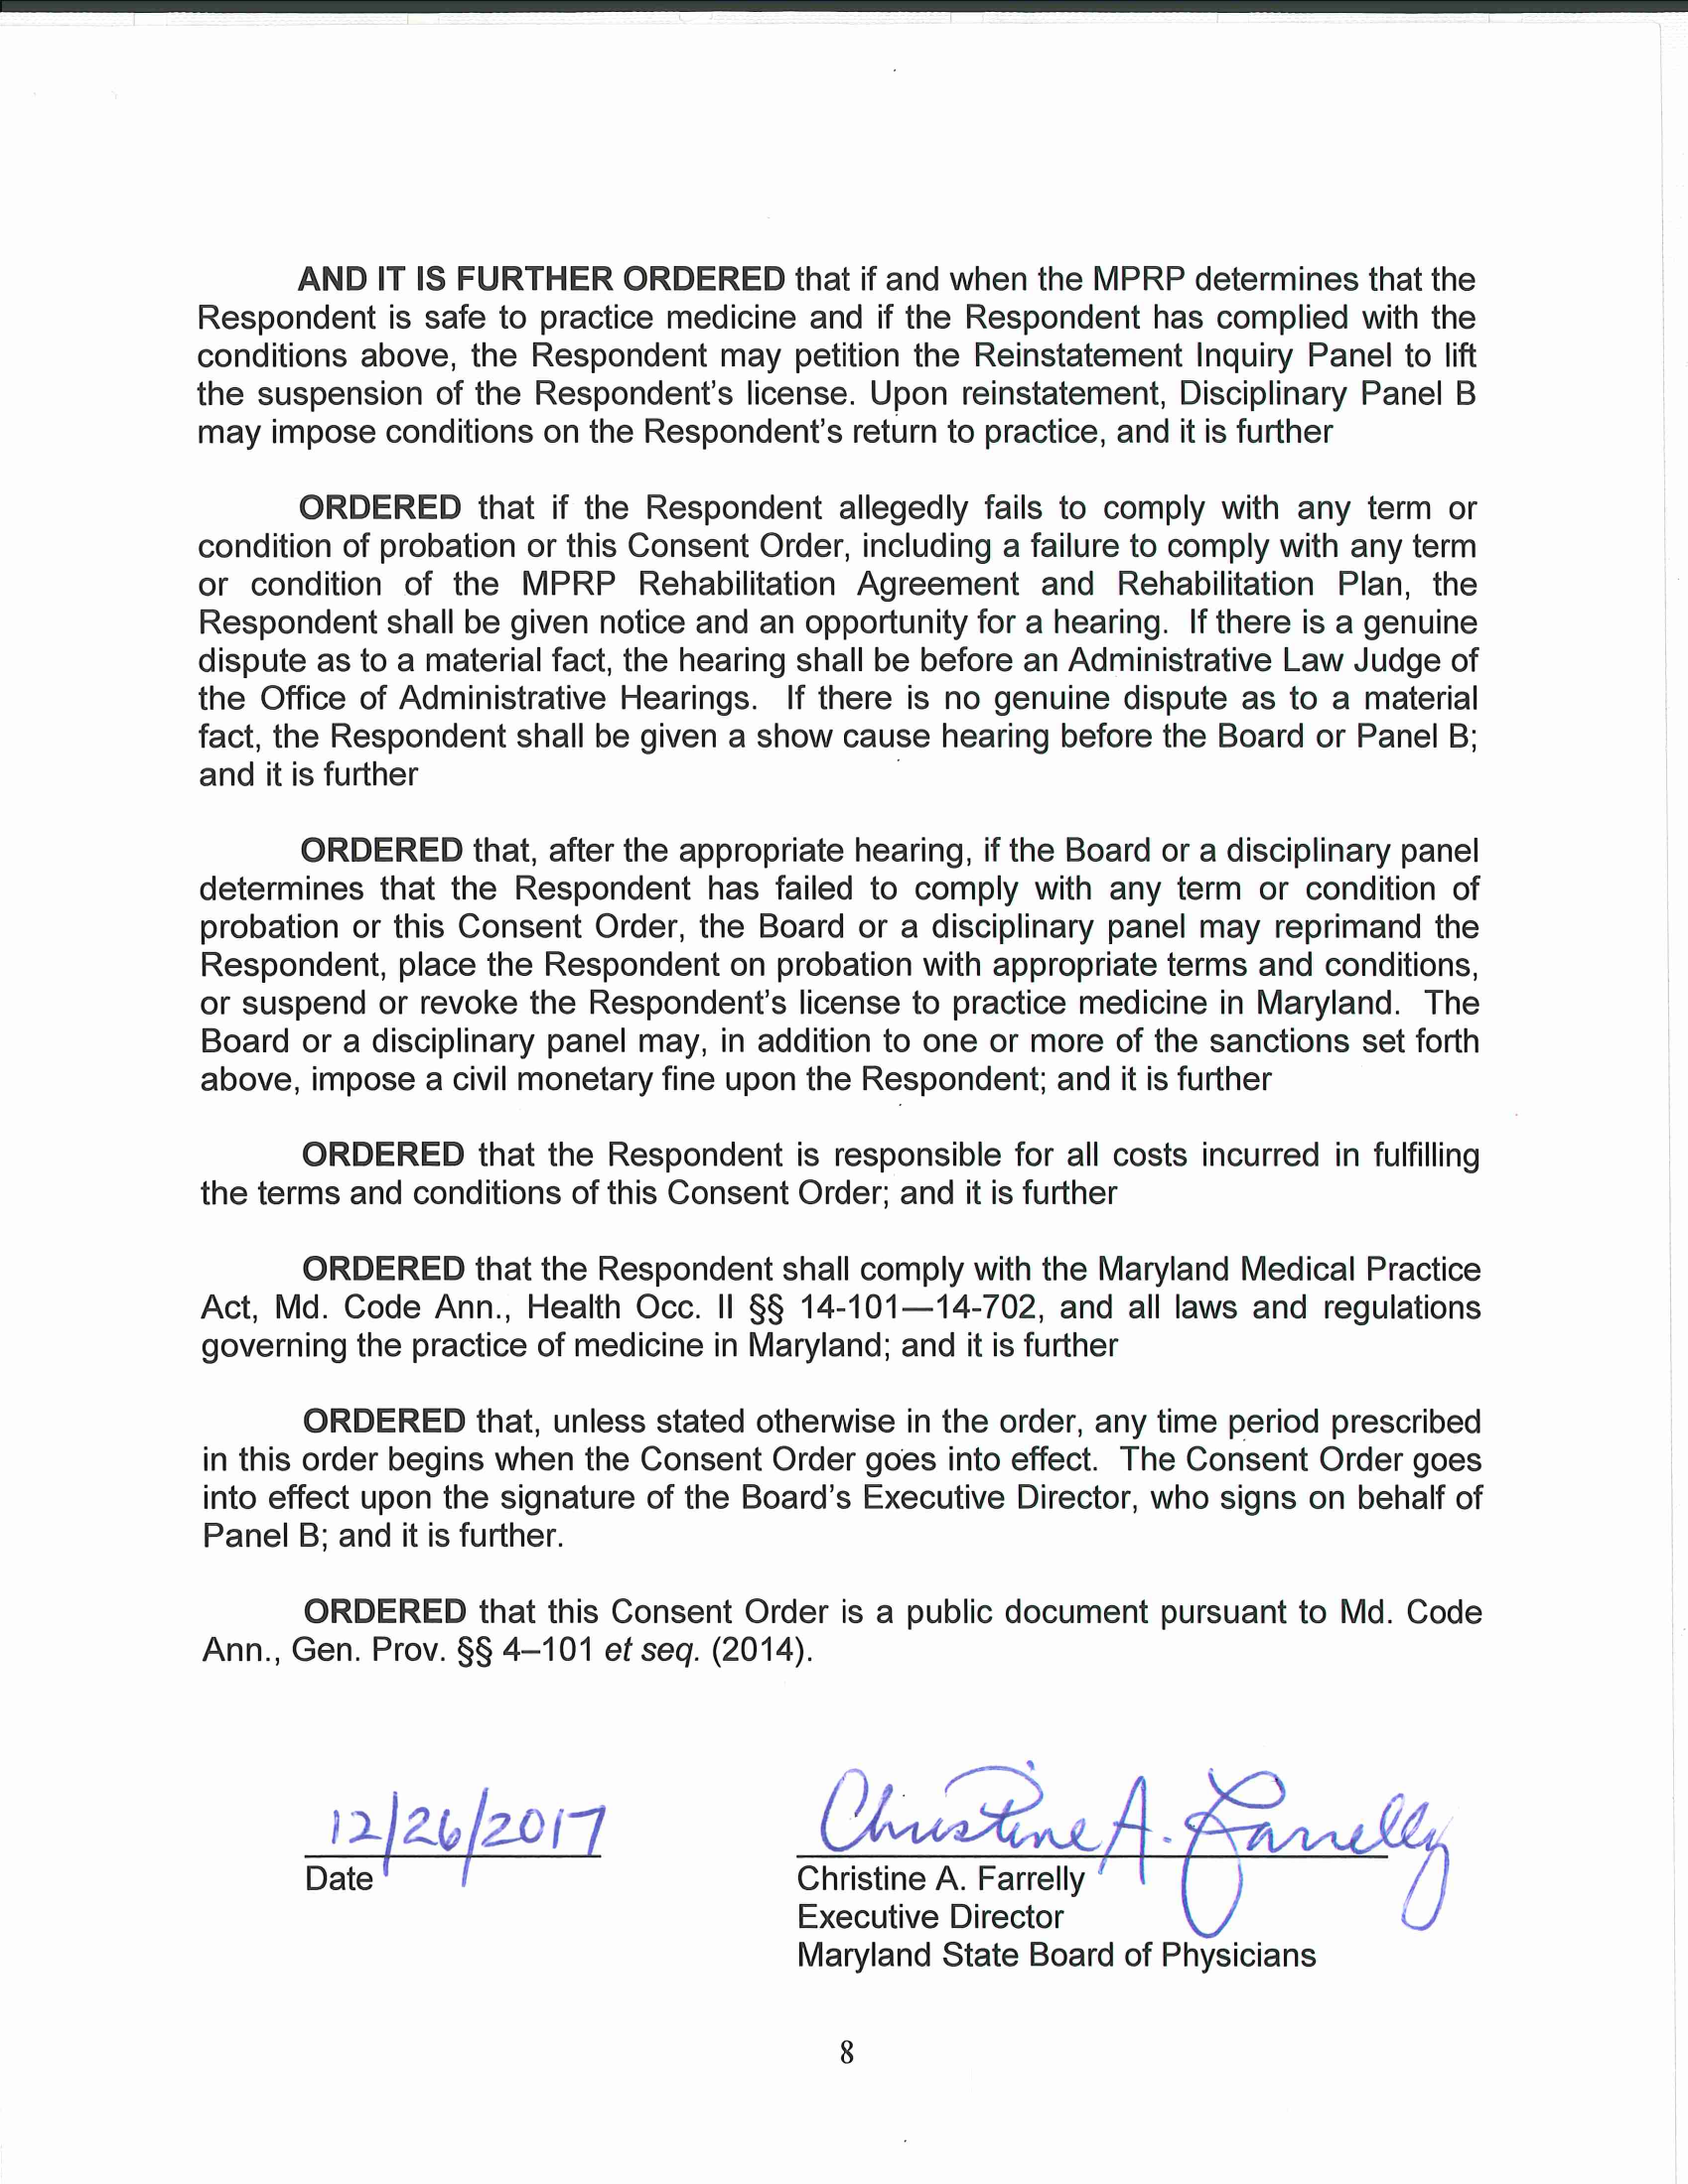 AND IT IS FURTHER ORDERED that if and when the MPRP determines that the
Respondent is safe to practice medicine and if the Respondent has complied with the
conditions above, the Respondent may petition the Reinstatement Inquiry Panel to lift
the suspension of the Respondent's license. Upon reinstatement, Disciplinary Panel B
may impose conditions on the Respondent's return to practice, and it is further
ORDERED that if the Respondent allegedly fails to comply with any term or
condition of probation or this Consent Order, including a failure to comply with any term
or condition of the MPRP Rehabilitation Agreement and Rehabilitation Plan, the
Respondent shall be given notice and an opportunity for a hearing. If there is a genuine
dispute as to a material fact, the hearing shall be before an Administrative Law Judge of
the Office of Administrative Hearings. If there is no genuine dispute as to a material
fact, the Respondent shall be given a show cause hearing before the Board or Panel B;
and it is further
ORDERED that, after the appropriate hearing, if the Board or a disciplinary panel
determines that the Respondent has failed to comply with any term or condition of
probation or this Consent Order, the Board or a disciplinary panel may reprimand the
Respondent, place the Respondent on probation with appropriate terms and conditions,
or suspend or revoke the Respondent's license to practice medicine in Maryland. The
Board or a disciplinary panel may, in addition to one or more of the sanctions set forth
above, impose a civil monetary fine upon the Respondent; and it is further
ORDERED that the Respondent is responsible for all costs incurred in fulfilling
the terms and conditions of this Consent Order; and it is further
ORDERED that the Respondent shall comply with the Maryland Medical Practice
Act, Md. Code Ann., Health Occ. II §§ 14-101—14-702, and all laws and regulations
governing the practice of medicine in Maryland; and it is further
ORDERED that, unless stated otherwise in the order, any time period prescribed
in this order begins when the Consent Order goes into effect. The Consent Order goes
into effect upon the signature of the Board's Executive Director, who signs on behalf of
Panel B; and it is further.
ORDERED that this Consent Order is a public document pursuant to Md. Code
Ann., Gen. Prov. §§ 4–101 et seq. (2014).
12/26/2017
Date
Christine A. Farrelly
Christine A. Farrelly
Executive Director
Maryland State Board of Physicians
8